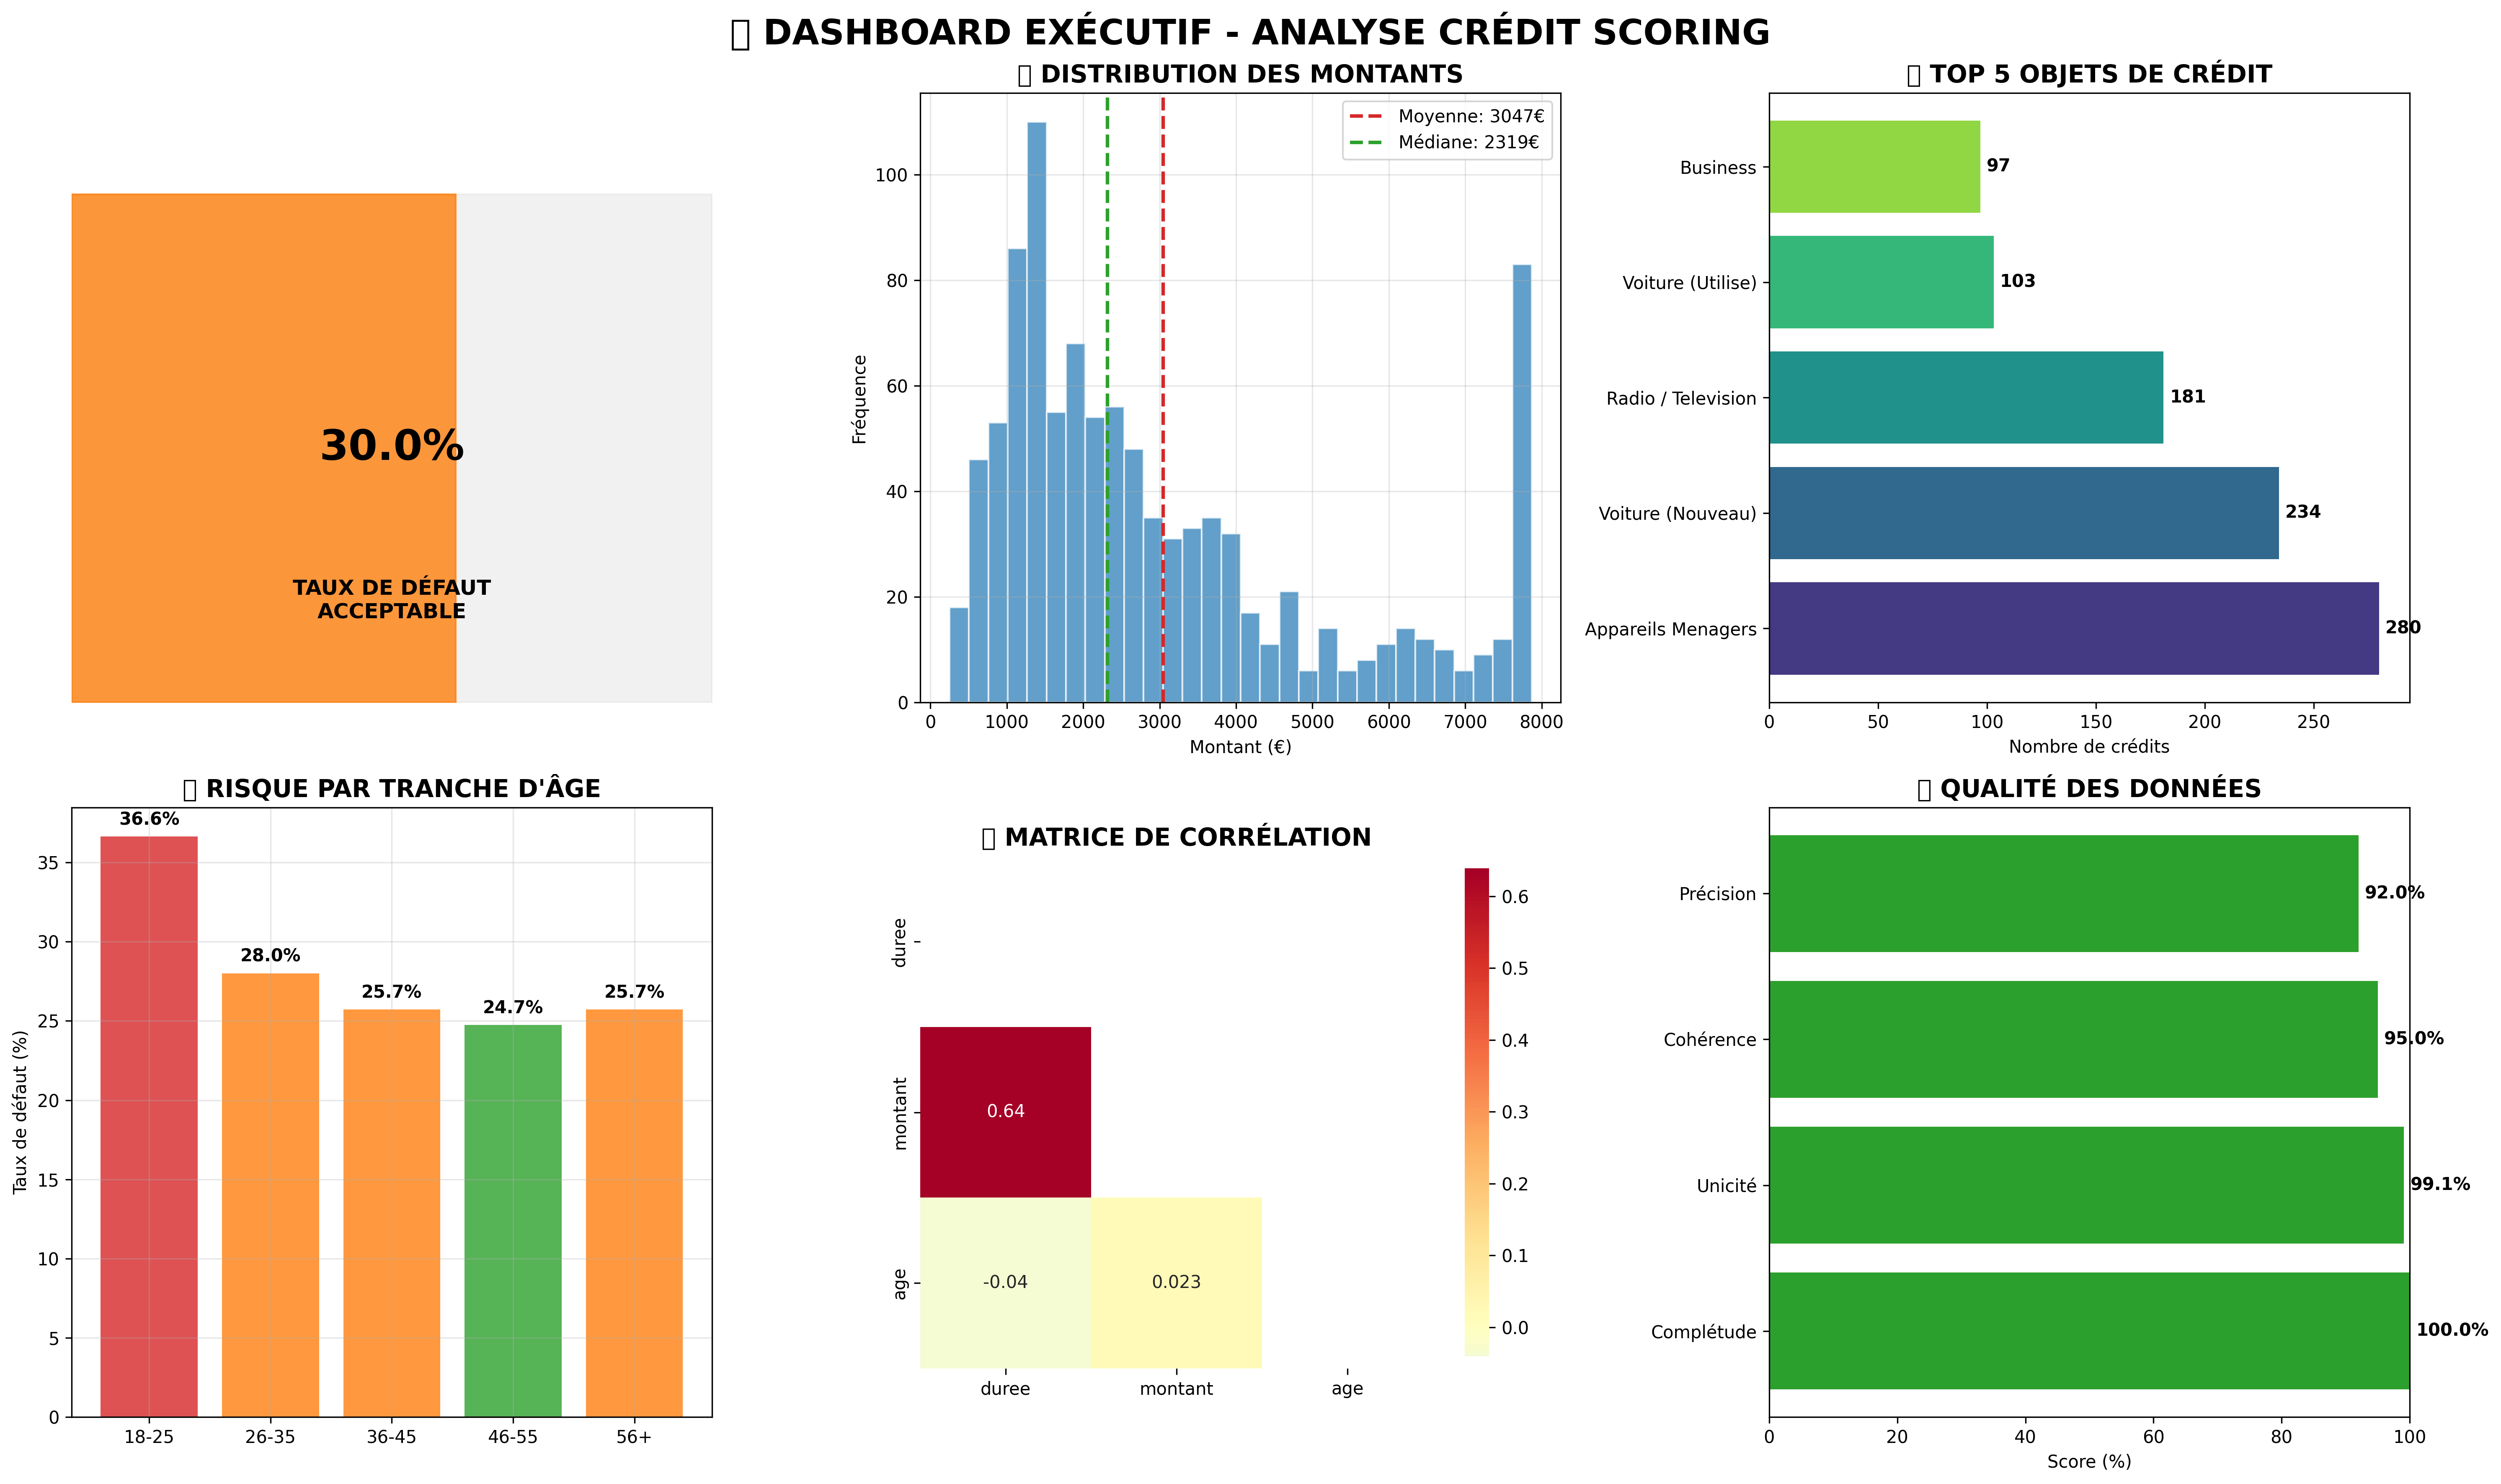 DASHBOARD EXÉCUTIF - ANALYSE CRÉDIT SCORING
30.0%
TAUX DE DÉFAUT
ACCEPTABLE
DISTRIBUTION DES MONTANTS
Moyenne: 3047€
Médiane: 2319€
Fréquence
100
80
60
40
20
0
0 1000 2000 3000 4000 5000 6000 7000 8000
Montant (€)
TOP 5 OBJETS DE CRÉDIT
Business 97
Voiture (Utilise) 103
Radio / Television 181
Voiture (Nouveau) 234
Appareils Menagers 280
0 50 100 150 200 250
Nombre de crédits
RISQUE PAR TRANCHE D'ÂGE
Taux de défaut (%)
35
30
25
20
15
10
5
0
36.6%
28.0%
25.7%
24.7%
25.7%
18-25 26-35 36-45 46-55 56+
MATRICE DE CORRÉLATION
duree
montant
age
0.64
-0.04 0.023
duree montant age
0.6
0.5
0.4
0.3
0.2
0.1
0.0
QUALITÉ DES DONNÉES
Précision 92.0%
Cohérence 95.0%
Unicité 99.1%
Complétude 100.0%
0 20 40 60 80 100
Score (%)